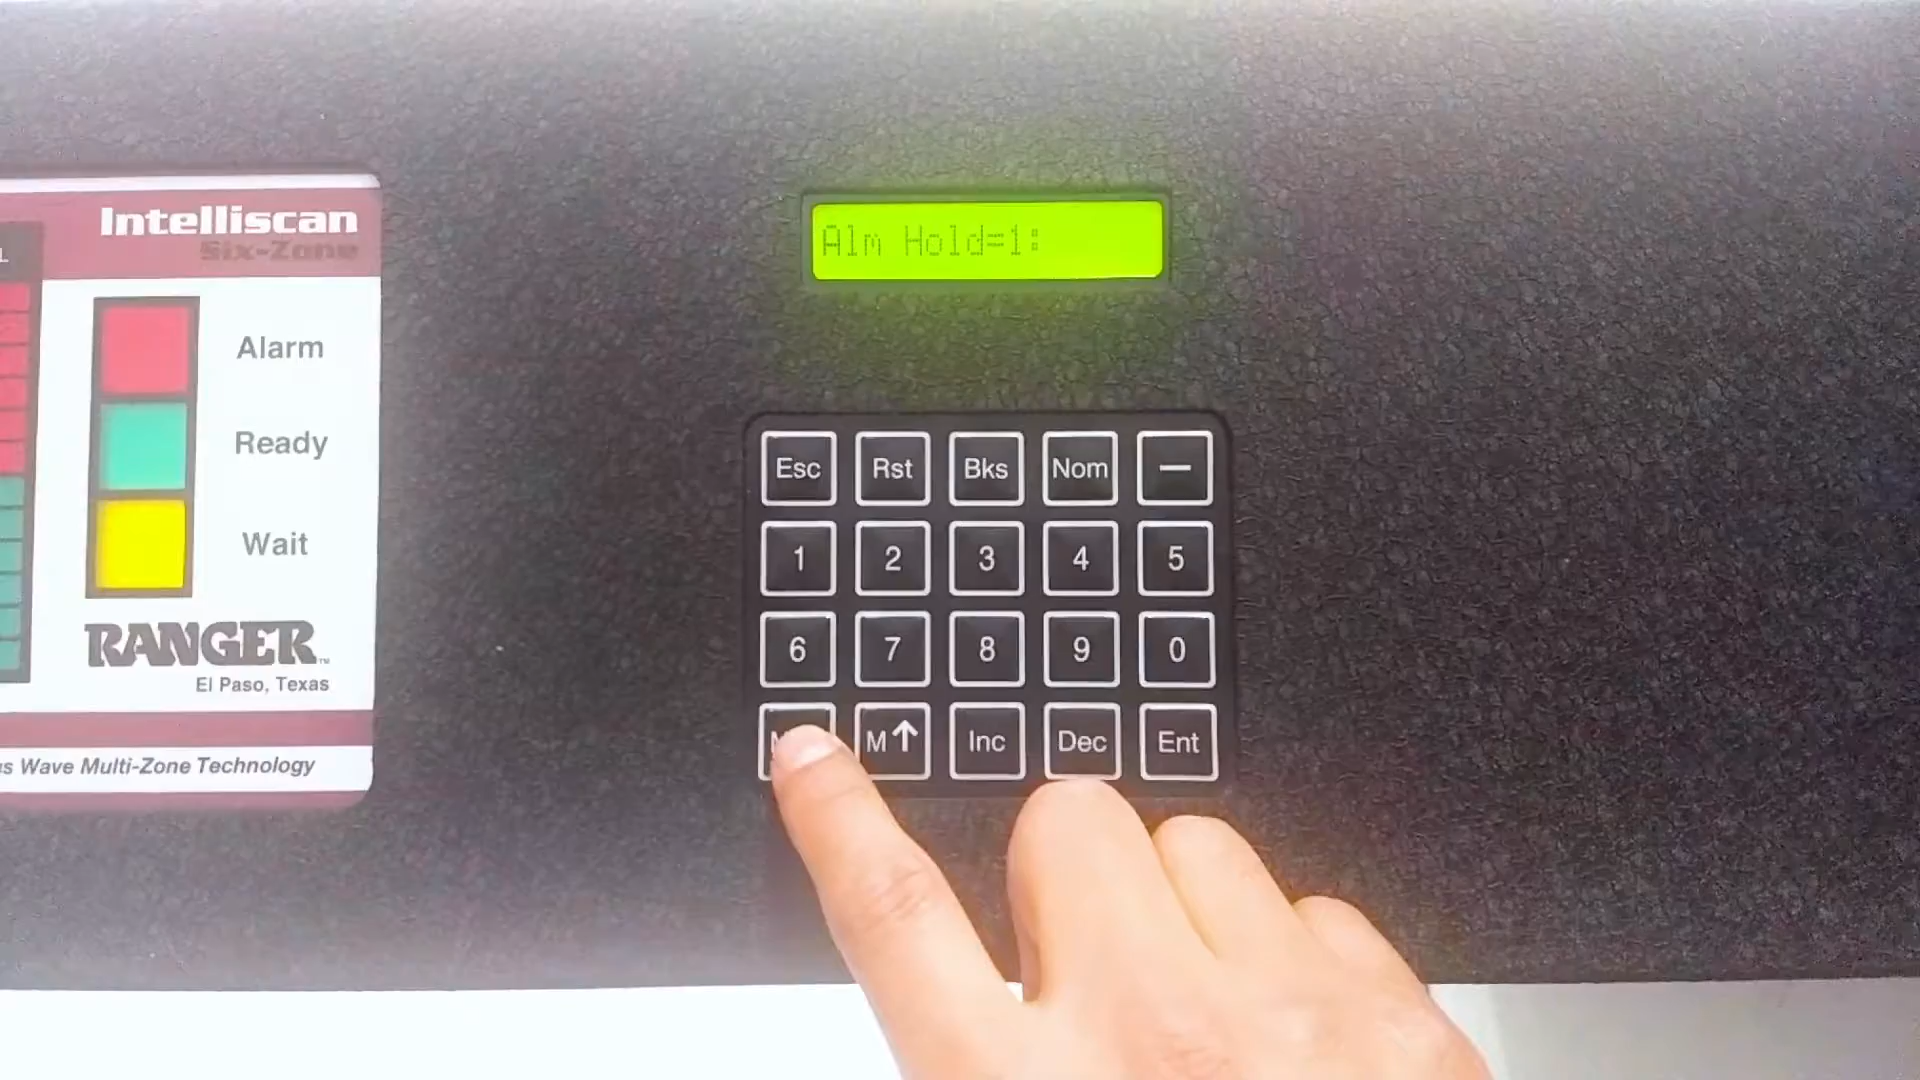 Intelliscan
Six-Zone
L
Alarm
Ready
Wait
RANGER™
El Paso, Texas
s Wave Multi-Zone Technology
Alm Hold=1:
Esc Rst Bks Nom —
1 2 3 4 5
6 7 8 9 0
M M↑ Inc Dec Ent